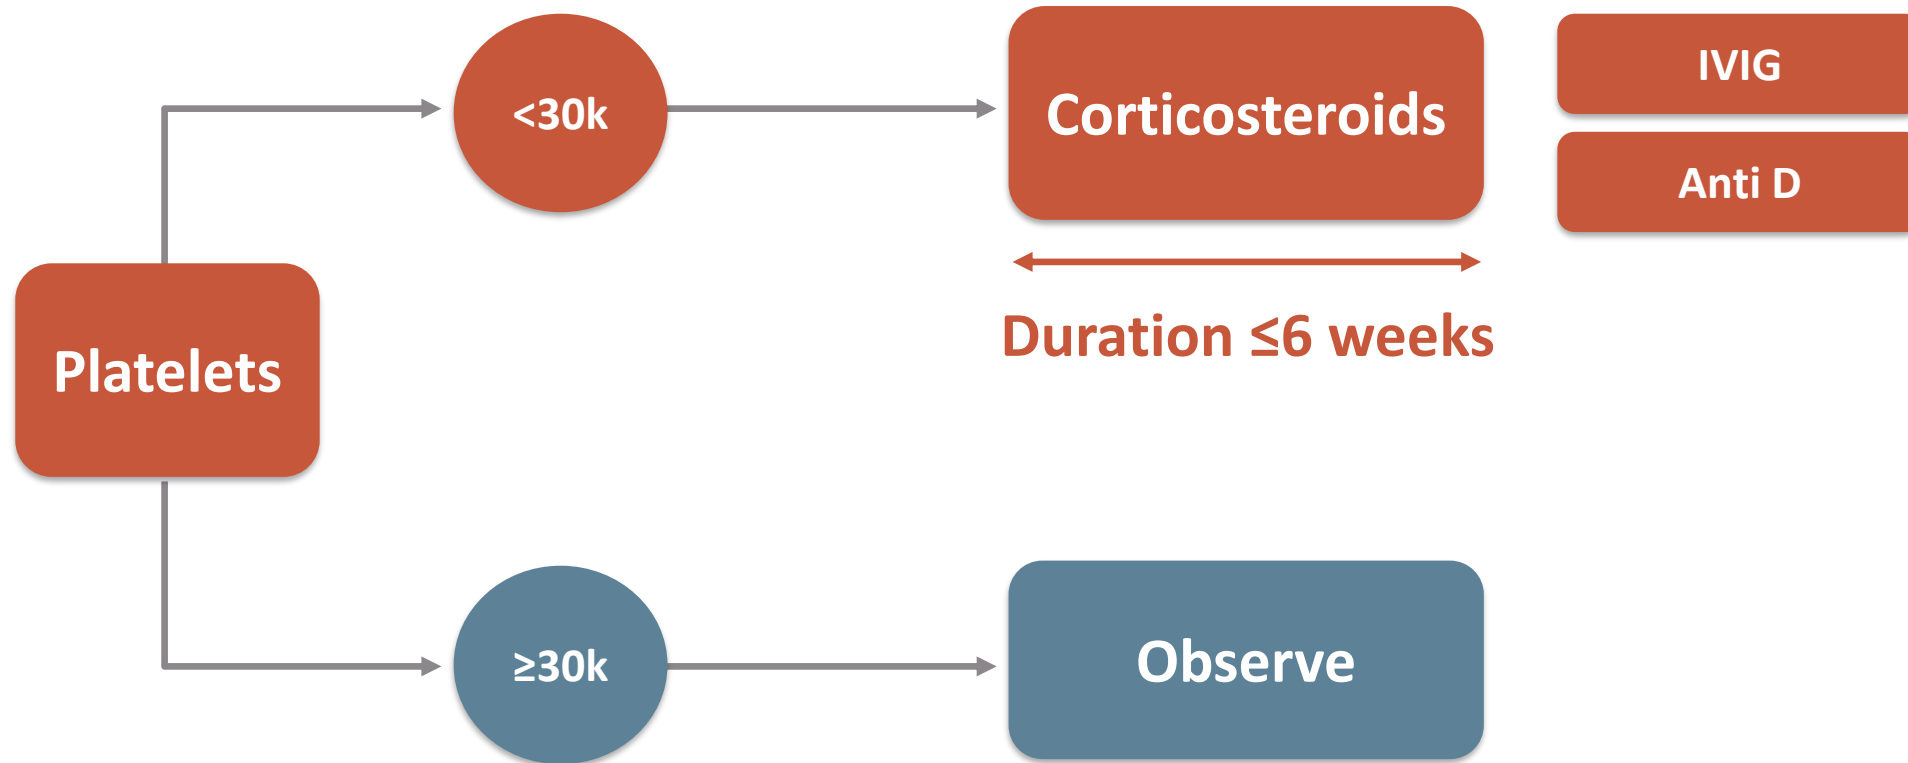 <30k
Corticosteroids
IVIG
Anti D
Duration ≤6 weeks
Platelets
≥30k
Observe